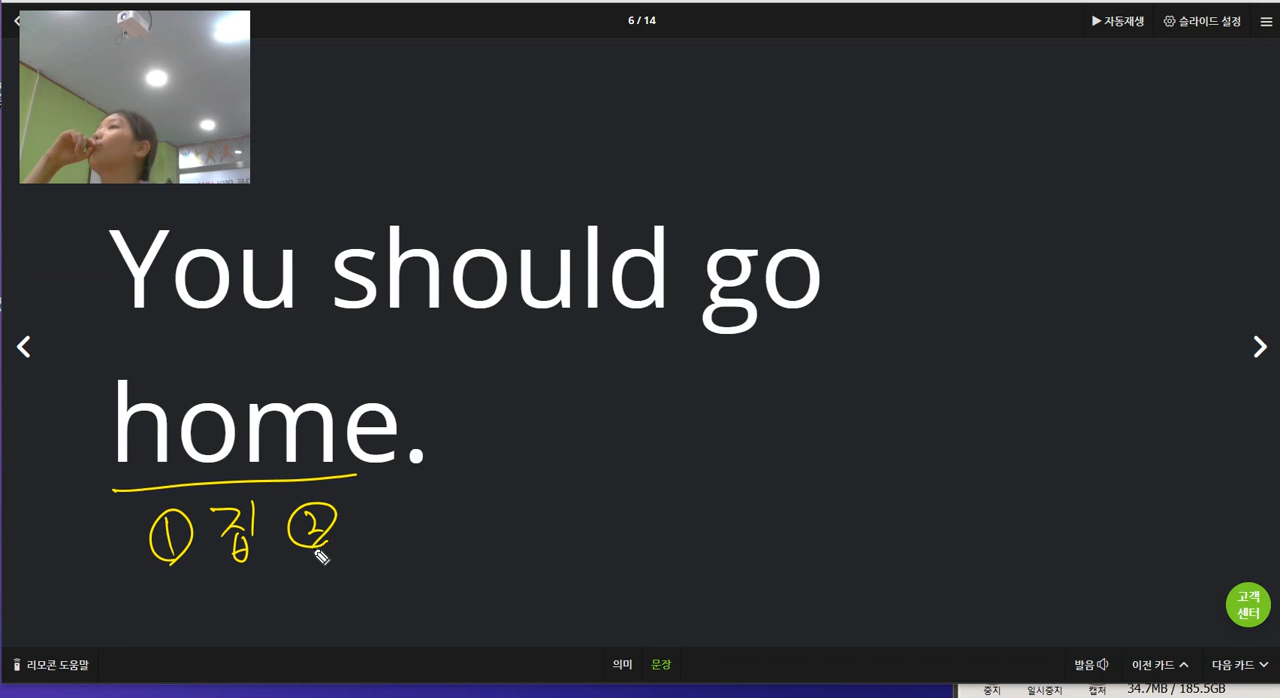 6 / 14
자동재생
슬라이드 설정
You should go
home.
① 집 ②
고객
센터
리모콘 도움말
의미
문장
발음
이전 카드
다음 카드
중지
일시중지
캡처
34.7MB / 185.5GB